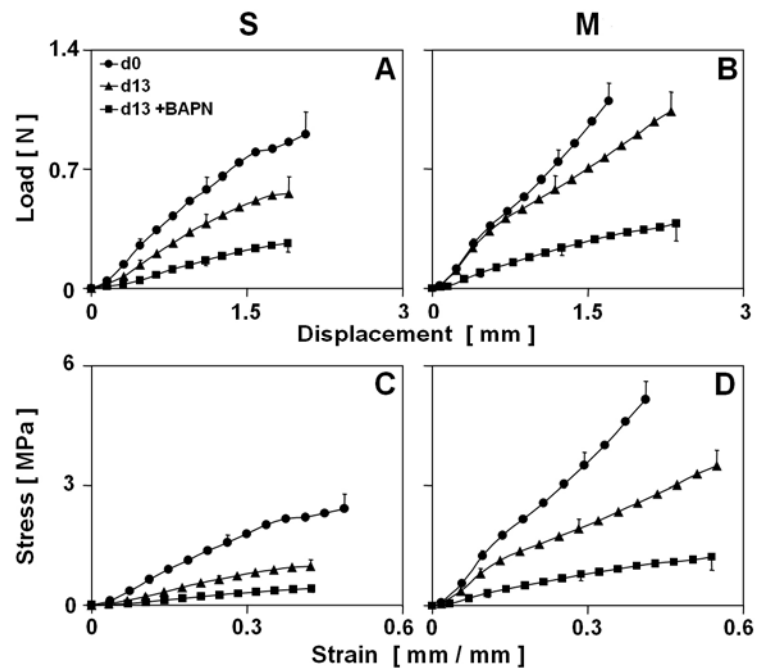 S M
1.4
d0
d13
d13 +BAPN
A B
Load [ N ]
0.7
0
0 1.5 3 0 1.5 3
Displacement [ mm ]
6
C D
Stress [MPa]
3
0
0 0.3 0.6 0 0.3 0.6
Strain [ mm / mm ]